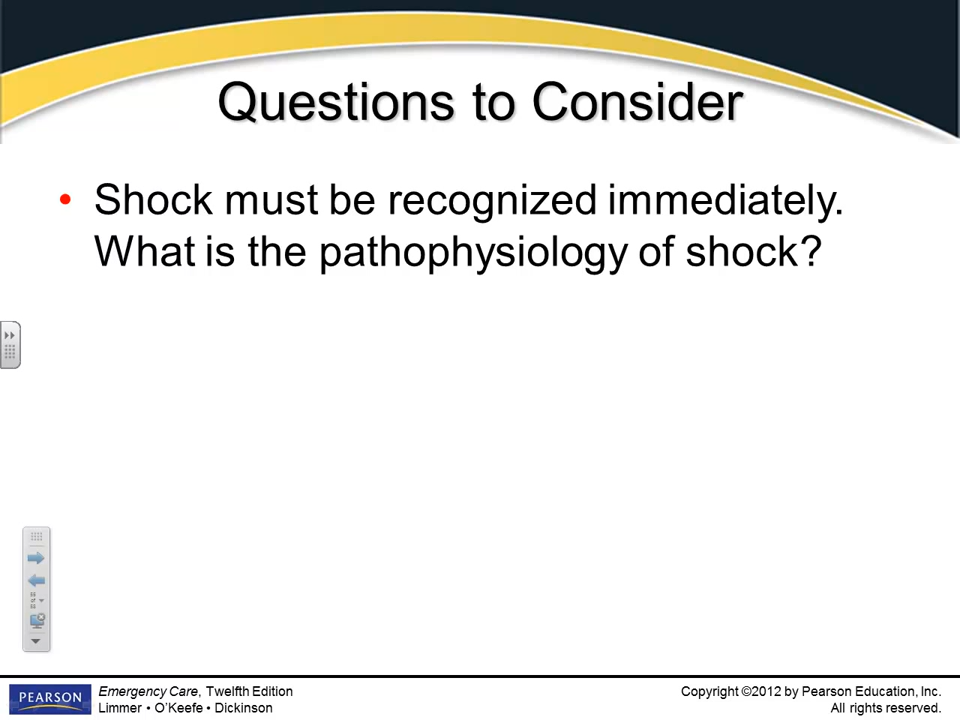 Questions to Consider
• Shock must be recognized immediately.
What is the pathophysiology of shock?
PEARSON
Emergency Care, Twelfth Edition
Limmer • O'Keefe • Dickinson
Copyright ©2012 by Pearson Education, Inc.
All rights reserved.